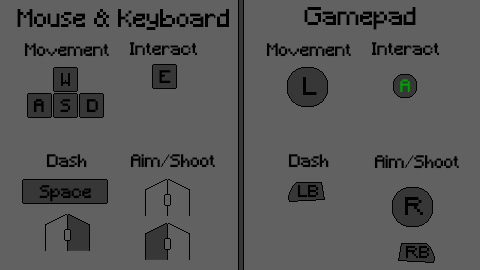 Mouse & Keyboard
Movement
Interact
W
E
A S D
Dash
Aim/Shoot
Space
Gamepad
Movement
Interact
L
A
Dash
Aim/Shoot
LB
R
RB